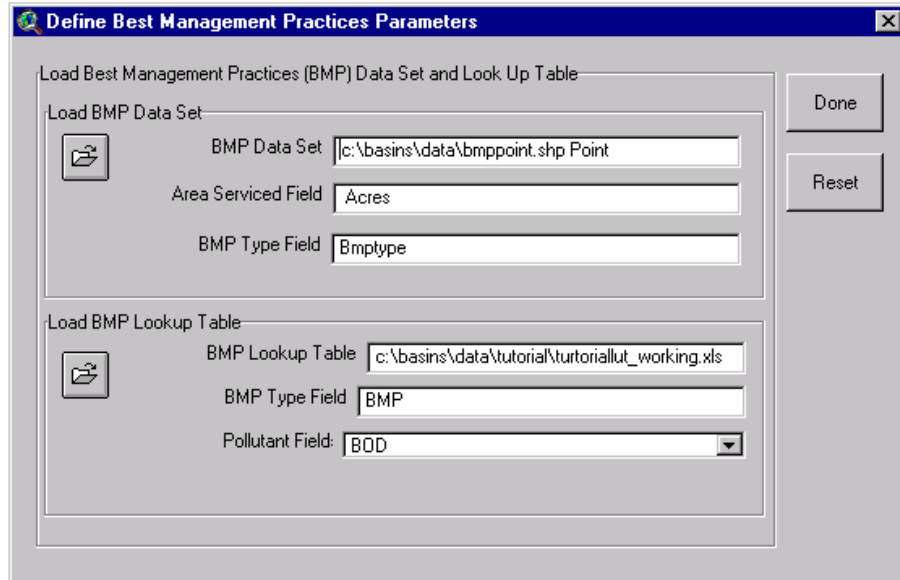 Define Best Management Practices Parameters
Load Best Management Practices (BMP) Data Set and Look Up Table
Load BMP Data Set
BMP Data Set c:\basins\data\bmppoint.shp Point
Area Serviced Field Acres
BMP Type Field Bmptype
Load BMP Lookup Table
BMP Lookup Table c:\basins\data\tutorial\turtoriallut_working.xls
BMP Type Field BMP
Pollutant Field: BOD
Done
Reset